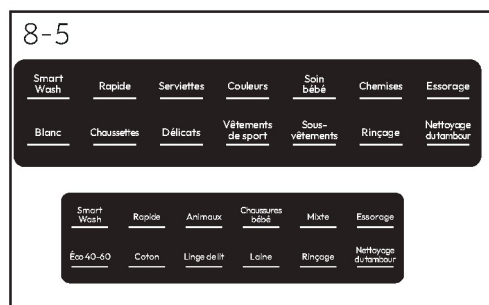 8-5
Smart Wash Rapide Serviettes Couleurs Soin bébé Chemises Essorage
Blanc Chaussettes Délicats Vêtements de sport Sous-vêtements Rinçage Nettoyage du tambour
Smart Wash Rapide Animaux Chaussures bébé Mixte Essorage
Éco 40-60 Coton Linge de lit Laine Rinçage Nettoyage du tambour